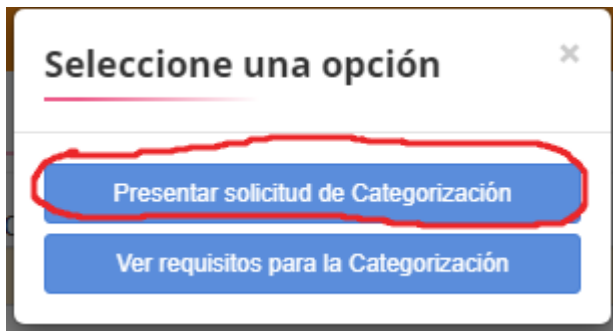 Seleccione una opción
×
Presentar solicitud de Categorización
Ver requisitos para la Categorización